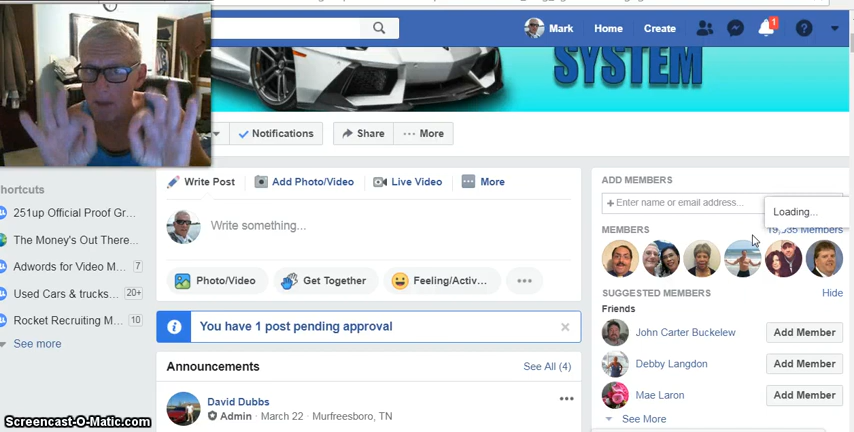 Mark
Home
Create
1
SYSTEM
Notifications
Share
More
Write Post
Add Photo/Video
Live Video
More
Write something...
Photo/Video
Get Together
Feeling/Activ...
You have 1 post pending approval
Announcements
See All (4)
David Dubbs
Admin · March 22 · Murfreesboro, TN
hortcuts
251up Official Proof Gr...
The Money's Out There...
Adwords for Video M... 7
Used Cars & trucks... 20+
Rocket Recruiting M... 10
See more
ADD MEMBERS
+ Enter name or email address...
Loading...
MEMBERS
19,935 Members
SUGGESTED MEMBERS
Hide
Friends
John Carter Buckelew
Add Member
Debby Langdon
Add Member
Mae Laron
Add Member
See More
Screencast-O-Matic.com